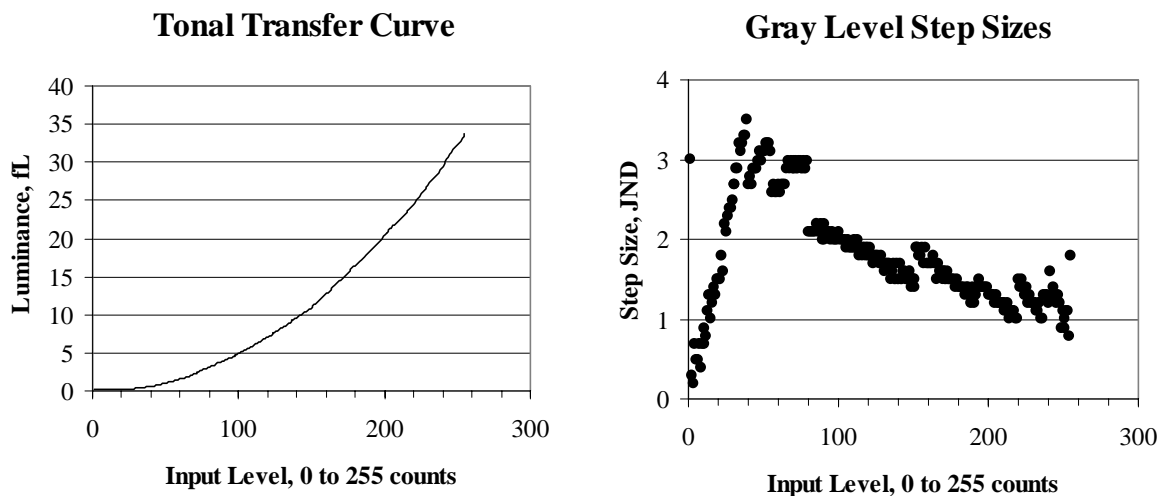 Tonal Transfer Curve
40
35
30
25
20
15
10
5
0
Luminance, fL
0 100 200 300
Input Level, 0 to 255 counts
Gray Level Step Sizes
4
3
2
1
0
Step Size, JND
0 100 200 300
Input Level, 0 to 255 counts